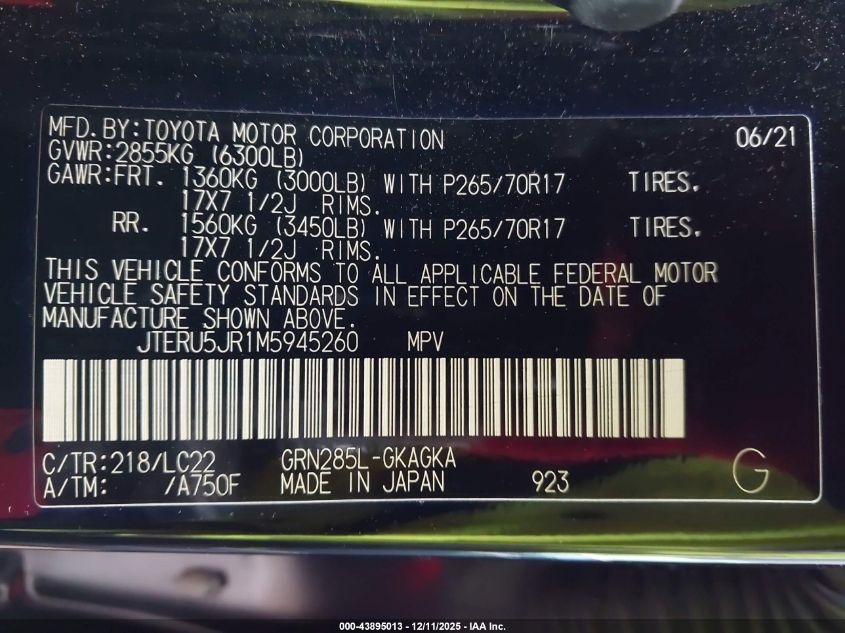 MFD.BY:TOYOTA MOTOR CORPORATION 06/21
GVWR:2855KG (6300LB)
GAWR:FRT. 1360KG (3000LB) WITH P265/70R17 TIRES.
17X7 1/2J RIMS.
RR. 1560KG (3450LB) WITH P265/70R17 TIRES.
17X7 1/2J RIMS.
THIS VEHICLE CONFORMS TO ALL APPLICABLE FEDERAL MOTOR
VEHICLE SAFETY STANDARDS IN EFFECT ON THE DATE OF
MANUFACTURE SHOWN ABOVE.
JTERU5JR1M5945260 MPV
C/TR:218/LC22 GRN285L-GKAGKA
A/TM: /A750F MADE IN JAPAN 923 G
000-43895013 - 12/11/2025 - IAA Inc.